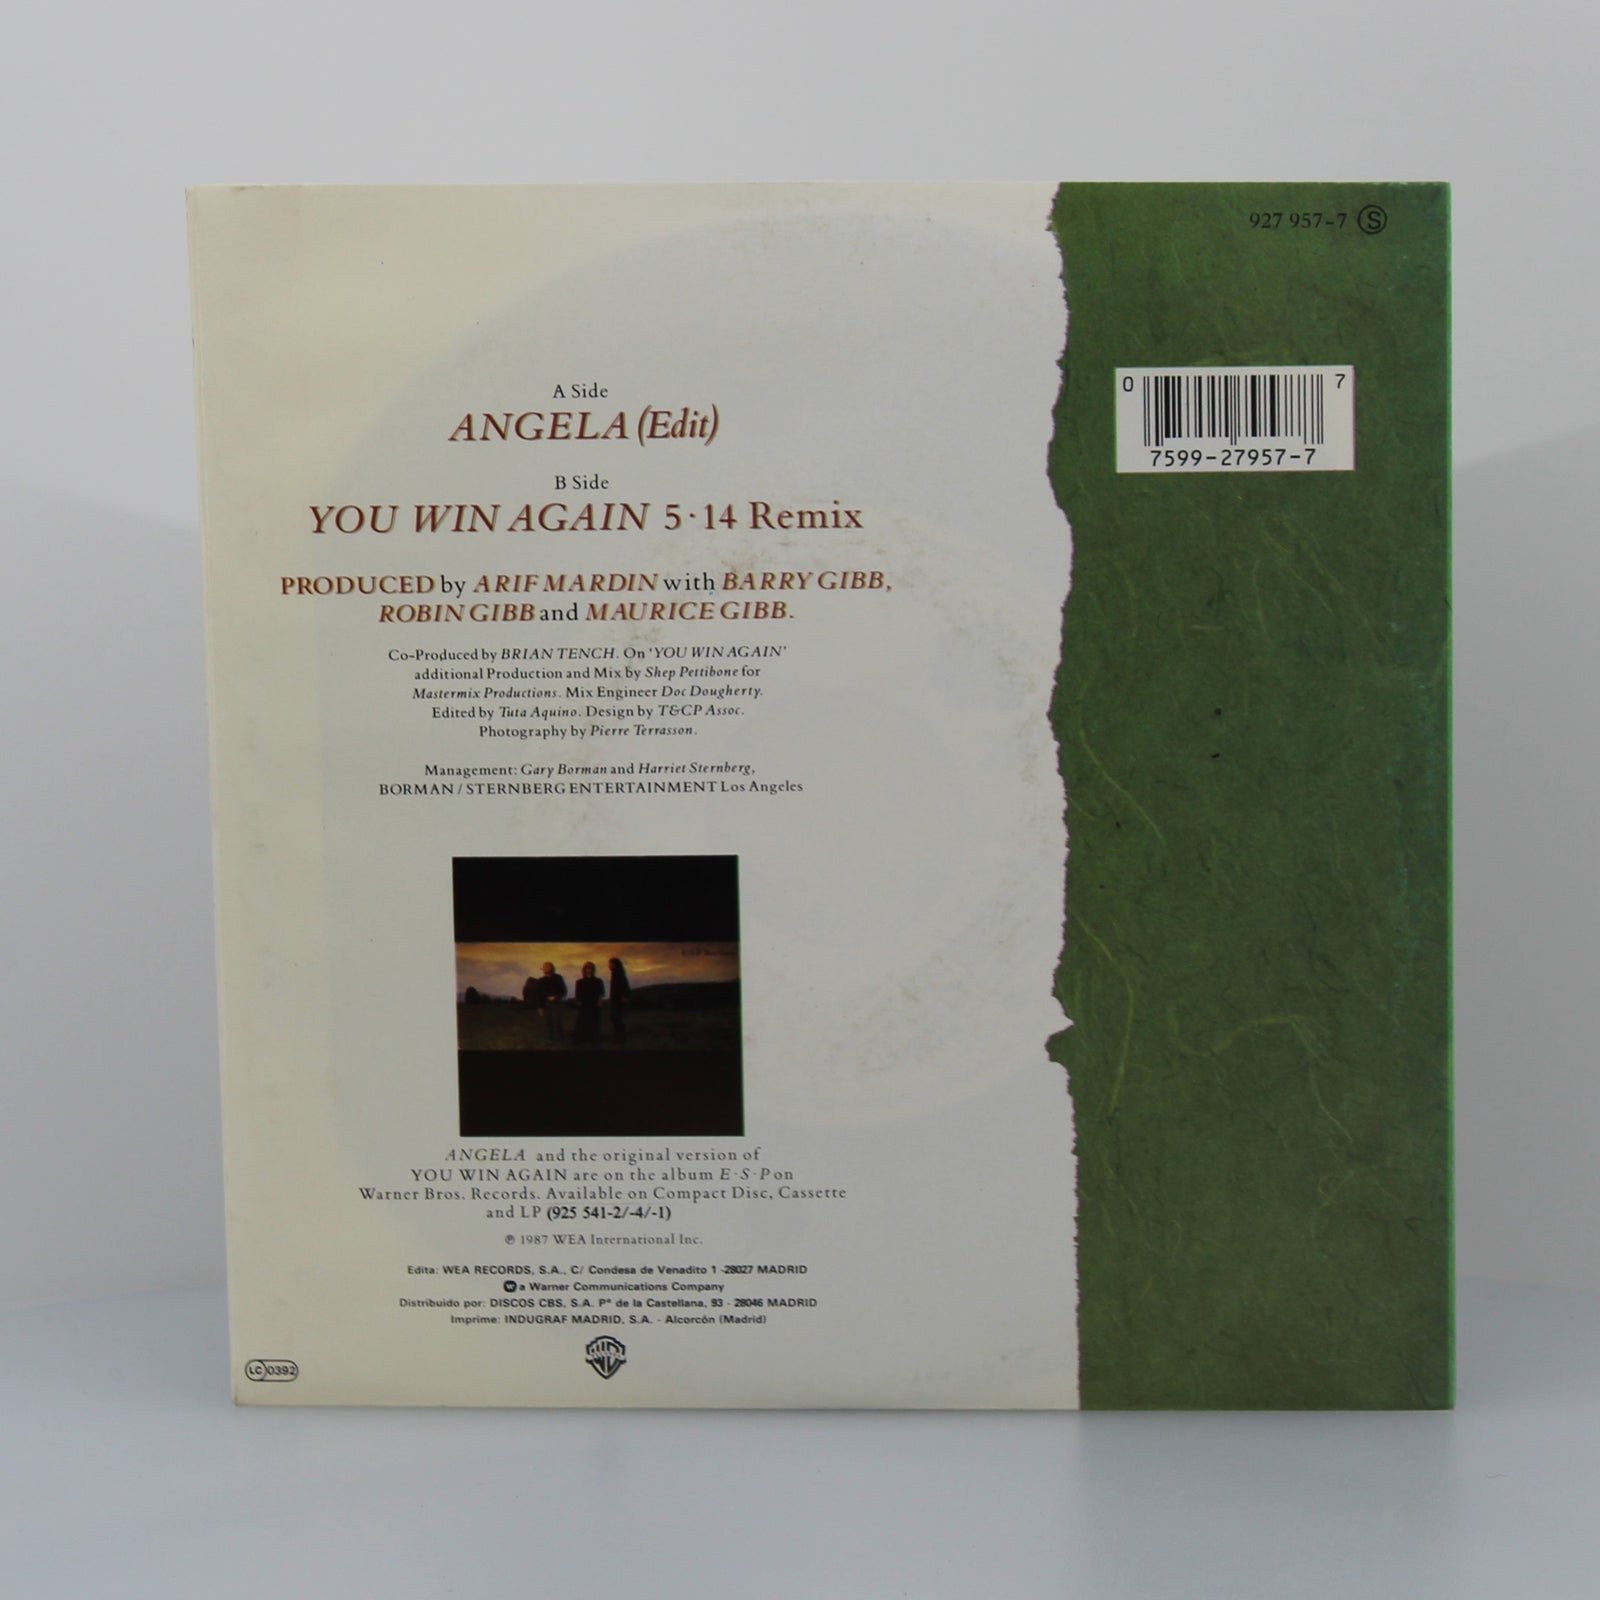 927 957-7 Ⓢ
0 7
7599-27957-7
A Side
ANGELA (Edit)
B Side
YOU WIN AGAIN 5·14 Remix
PRODUCED by ARIF MARDIN with BARRY GIBB,
ROBIN GIBB and MAURICE GIBB.
Co-Produced by BRIAN TENCH. On ‘YOU WIN AGAIN’
additional Production and Mix by Shep Pettibone for
Mastermix Productions. Mix Engineer Doc Dougherty.
Edited by Tuta Aquino. Design by T&CP Assoc.
Photography by Pierre Terrasson.
Management: Gary Borman and Harriet Sternberg,
BORMAN / STERNBERG ENTERTAINMENT Los Angeles
ANGELA and the original version of
YOU WIN AGAIN are on the album E·S·P on
Warner Bros. Records. Available on Compact Disc, Cassette
and LP (925 541-2/-4/-1)
℗ 1987 WEA International Inc.
Edita: WEA RECORDS, S.A., C/ Condesa de Venadito 1 -28027 MADRID
a Warner Communications Company
Distribuido por: DISCOS CBS, S.A. Pº de la Castellana, 93 - 28046 MADRID
Imprime: INDUGRAF MADRID, S.A. - Alcorcón (Madrid)
LC 0392